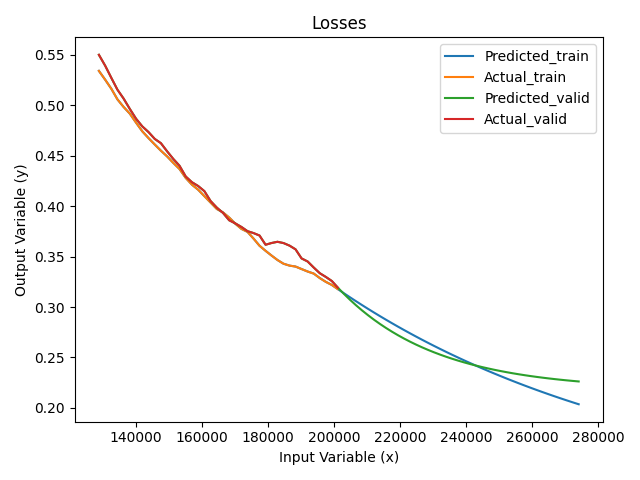 Losses
Predicted_train
Actual_train
Predicted_valid
Actual_valid
Output Variable (y)
0.55
0.50
0.45
0.40
0.35
0.30
0.25
0.20
140000 160000 180000 200000 220000 240000 260000 280000
Input Variable (x)